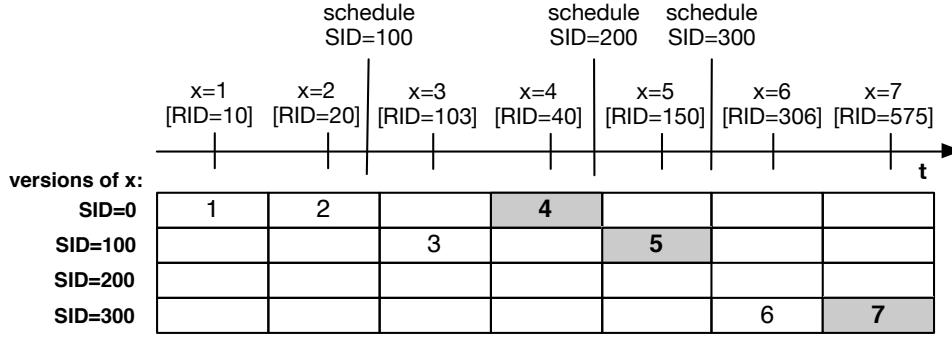 schedule schedule schedule
SID=100 SID=200 SID=300
x=1 x=2 x=3 x=4 x=5 x=6 x=7
[RID=10] [RID=20] [RID=103] [RID=40] [RID=150] [RID=306] [RID=575]
t
versions of x:
SID=0 1 2 4
SID=100 3 5
SID=200
SID=300 6 7